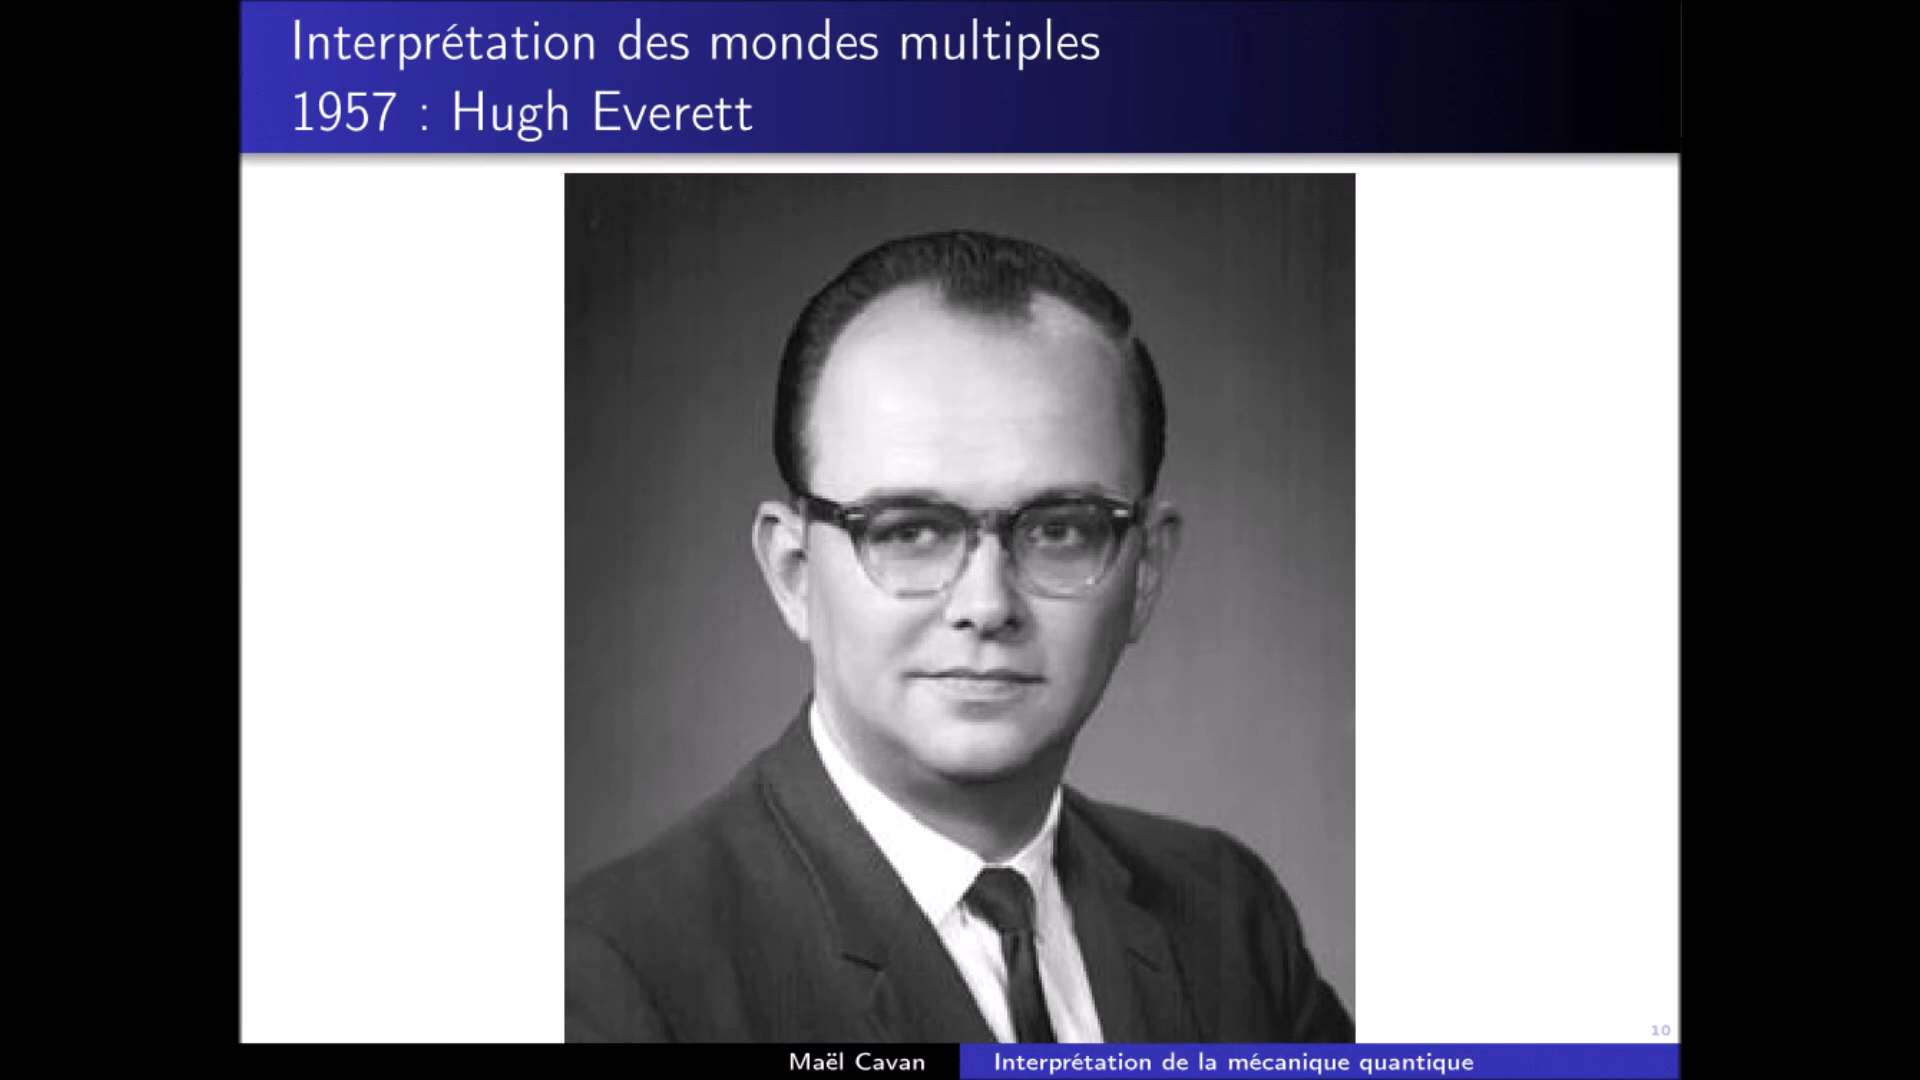 Interprétation des mondes multiples
1957 : Hugh Everett
10
Maël Cavan
Interprétation de la mécanique quantique